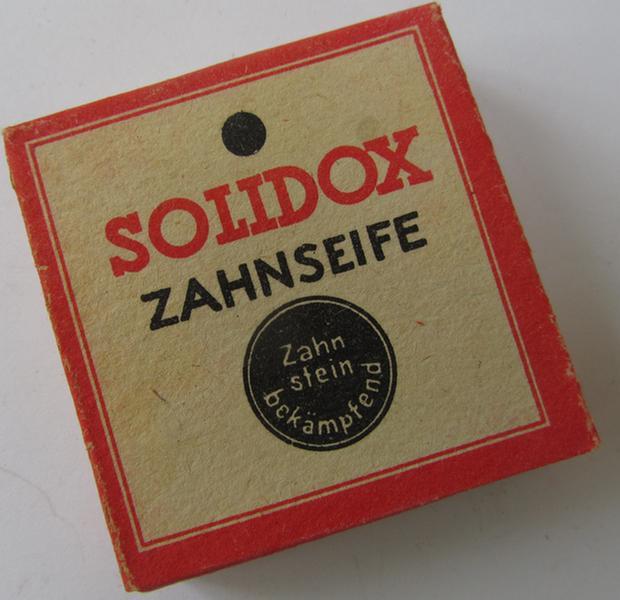 SOLIDOX
ZAHNSEIFE
Zahn
stein
bekämpfend